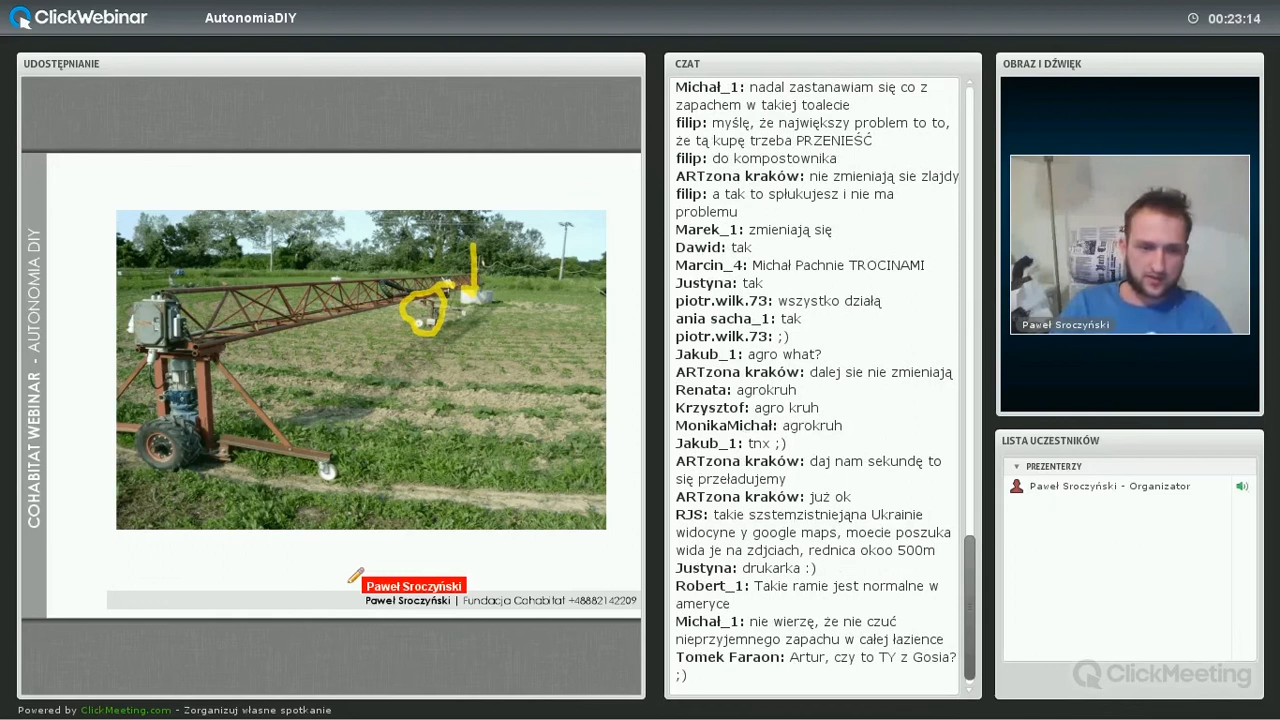 ClickWebinar
AutonomiaDIY
00:23:14
UDOSTĘPNIANIE
COHABITAT WEBINAR - AUTONOMIA DIY
Paweł Sroczyński
Paweł Sroczyński | Fundacja Cohabitat +48882142209
CZAT
Michał_1: nadal zastanawiam się co z
zapachem w takiej toalecie
filip: myślę, że największy problem to to,
że tą kupę trzeba PRZENIEŚĆ
filip: do kompostownika
ARTzona kraków: nie zmieniają sie zlajdy
filip: a tak to spłukujesz i nie ma
problemu
Marek_1: zmieniają się
Dawid: tak
Marcin_4: Michał Pachnie TROCINAMI
Justyna: tak
piotr.wilk.73: wszystko działą
ania sacha_1: tak
piotr.wilk.73: ;)
Jakub_1: agro what?
ARTzona kraków: dalej sie nie zmieniają
Renata: agrokruh
Krzysztof: agro kruh
MonikaMichał: agrokruh
Jakub_1: tnx ;)
ARTzona kraków: daj nam sekundę to
się przeładujemy
ARTzona kraków: już ok
RJS: takie szstemzistniejąna Ukrainie
widocyne y google maps, moecie poszuka
wida je na zdjciach, rednica okoo 500m
Justyna: drukarka :)
Robert_1: Takie ramie jest normalne w
ameryce
Michał_1: nie wierzę, że nie czuć
nieprzyjemnego zapachu w całej łazience
Tomek Faraon: Artur, czy to TY z Gosia?
;)
OBRAZ I DŹWIĘK
Paweł Sroczyński
LISTA UCZESTNIKÓW
PREZENTERZY
Paweł Sroczyński - Organizator
ClickMeeting
Powered by ClickMeeting.com - Zorganizuj własne spotkanie